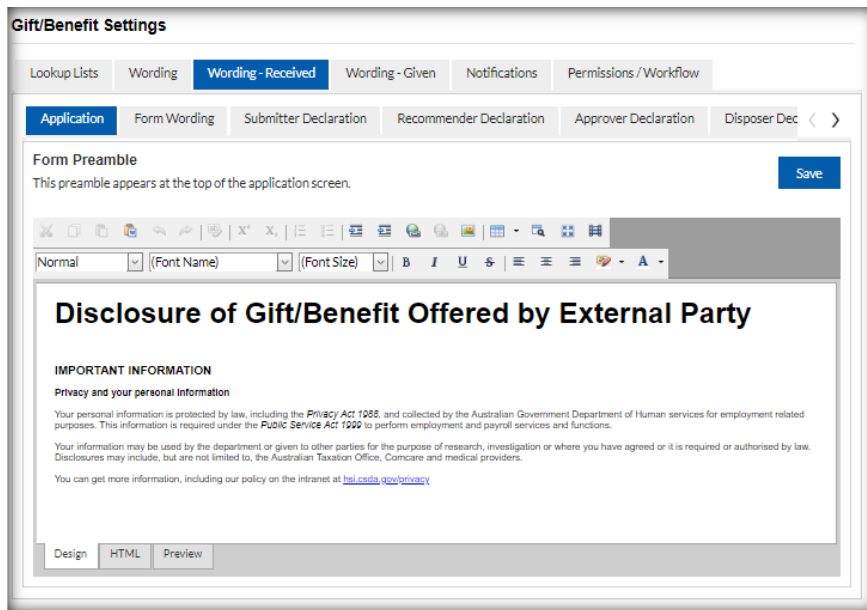 Gift/Benefit Settings
Lookup Lists Wording Wording - Received Wording - Given Notifications Permissions / Workflow
Application Form Wording Submitter Declaration Recommender Declaration Approver Declaration Disposer Dec
Form Preamble
Save
This preamble appears at the top of the application screen.
Normal (Font Name) (Font Size) B I U S A
Disclosure of Gift/Benefit Offered by External Party
IMPORTANT INFORMATION
Privacy and your personal information
Your personal information is protected by law, including the Privacy Act 1988, and collected by the Australian Government Department of Human services for employment related
purposes. This information is required under the Public Service Act 1999 to perform employment and payroll services and functions.
Your information may be used by the department or given to other parties for the purpose of research, investigation or where you have agreed or it is required or authorised by law.
Disclosures may include, but are not limited to, the Australian Taxation Office, Comcare and medical providers.
You can get more information, including our policy on the intranet at hsi.csda.gov/privacy
Design HTML Preview